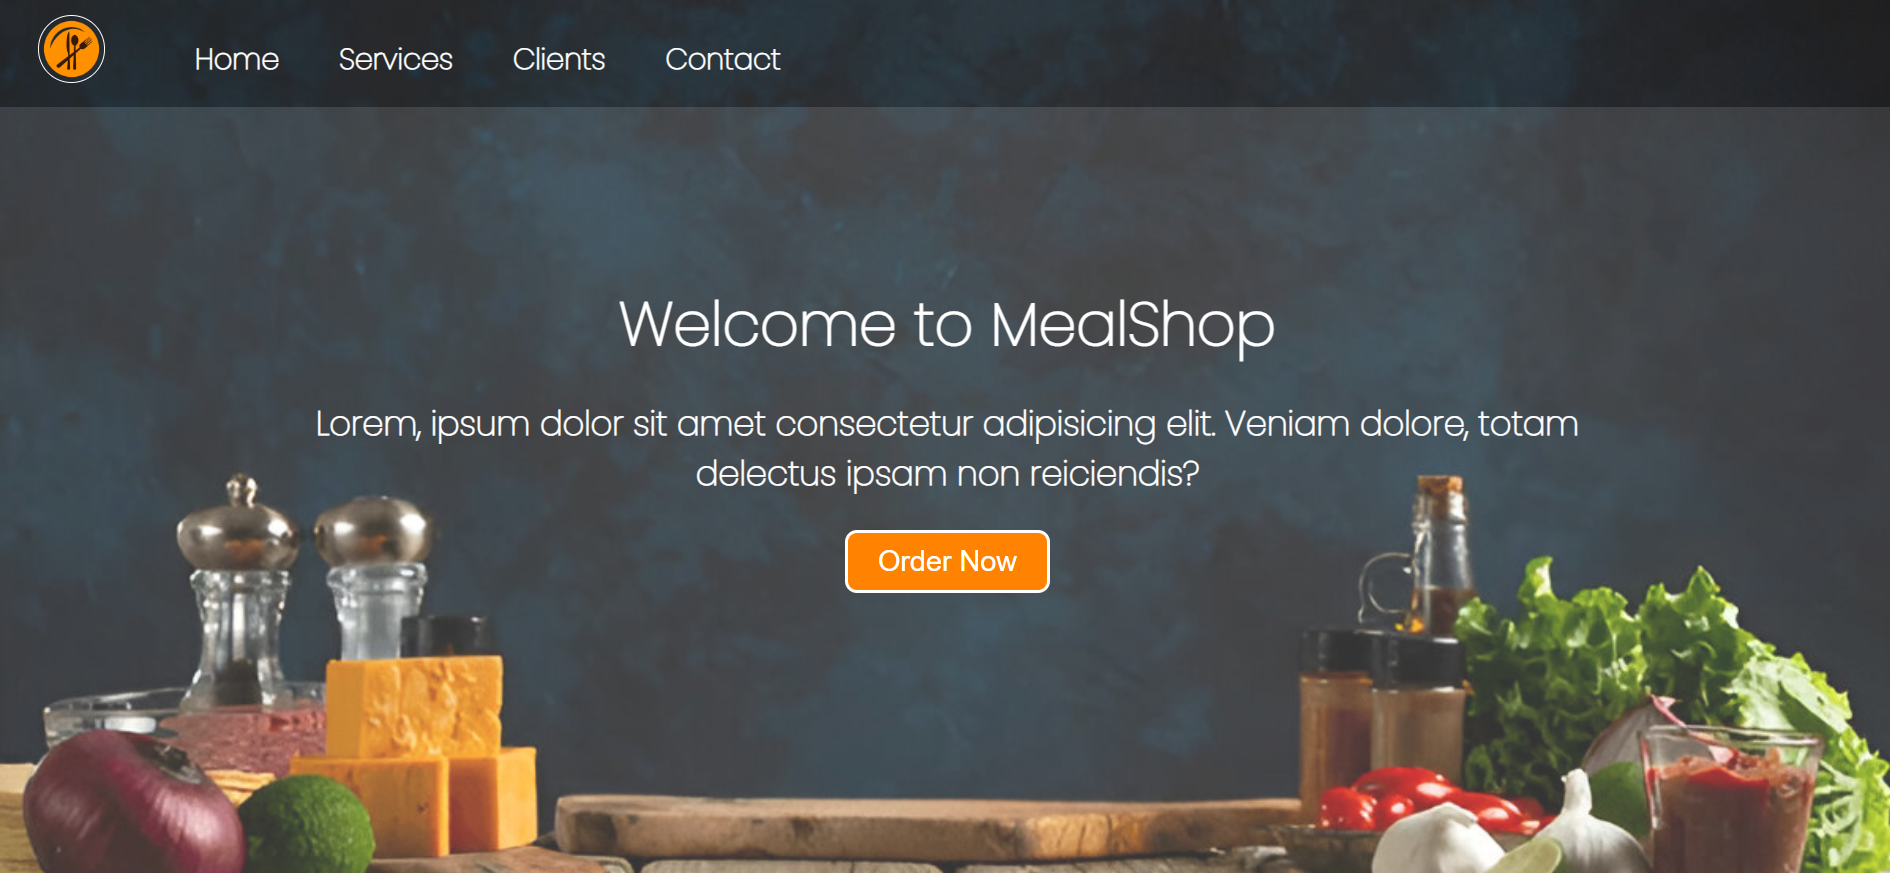 Home Services Clients Contact
Welcome to MealShop
Lorem, ipsum dolor sit amet consectetur adipisicing elit. Veniam dolore, totam
delectus ipsam non reiciendis?
Order Now